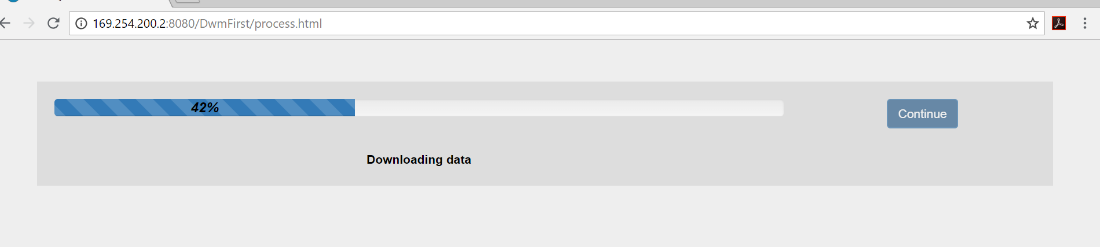 169.254.200.2:8080/DwmFirst/process.html
42%
Continue
Downloading data